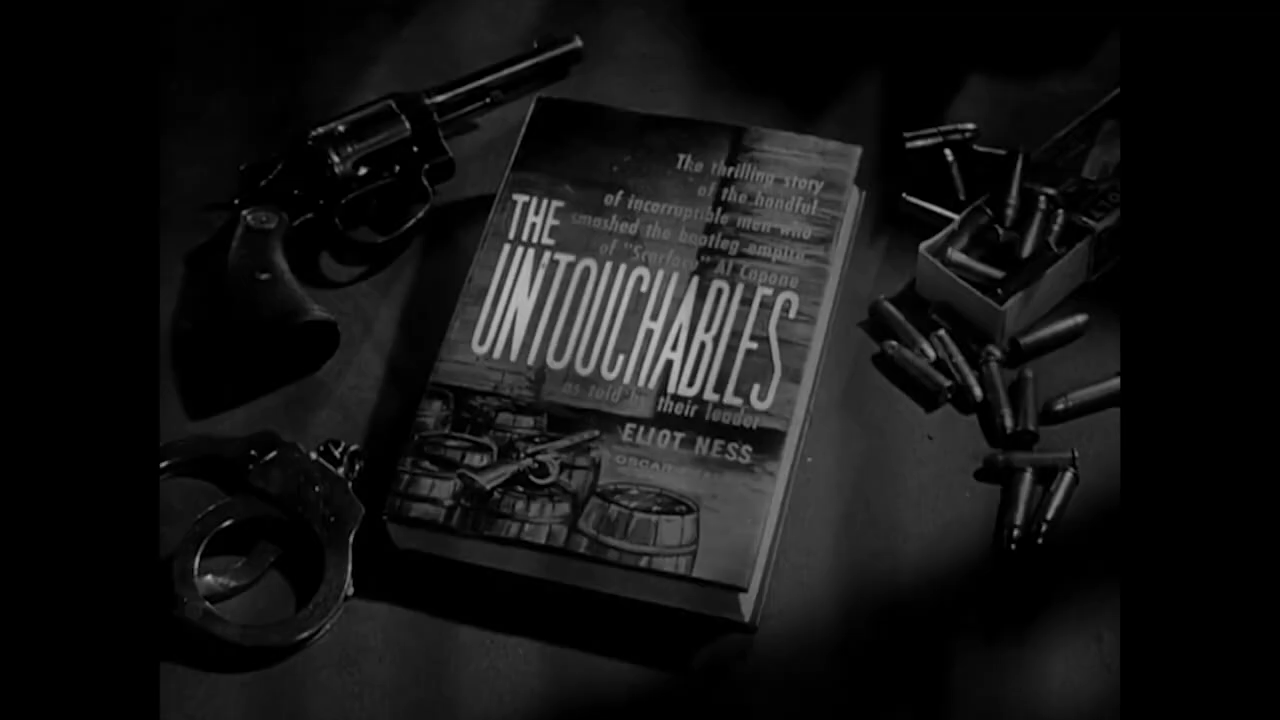 The thrilling story
of the handful
of incorruptible men who
smashed the bootleg empire
of "Scarface" Al Capone
THE
UNTOUCHABLES
as told by their leader
ELIOT NESS
OSCAR